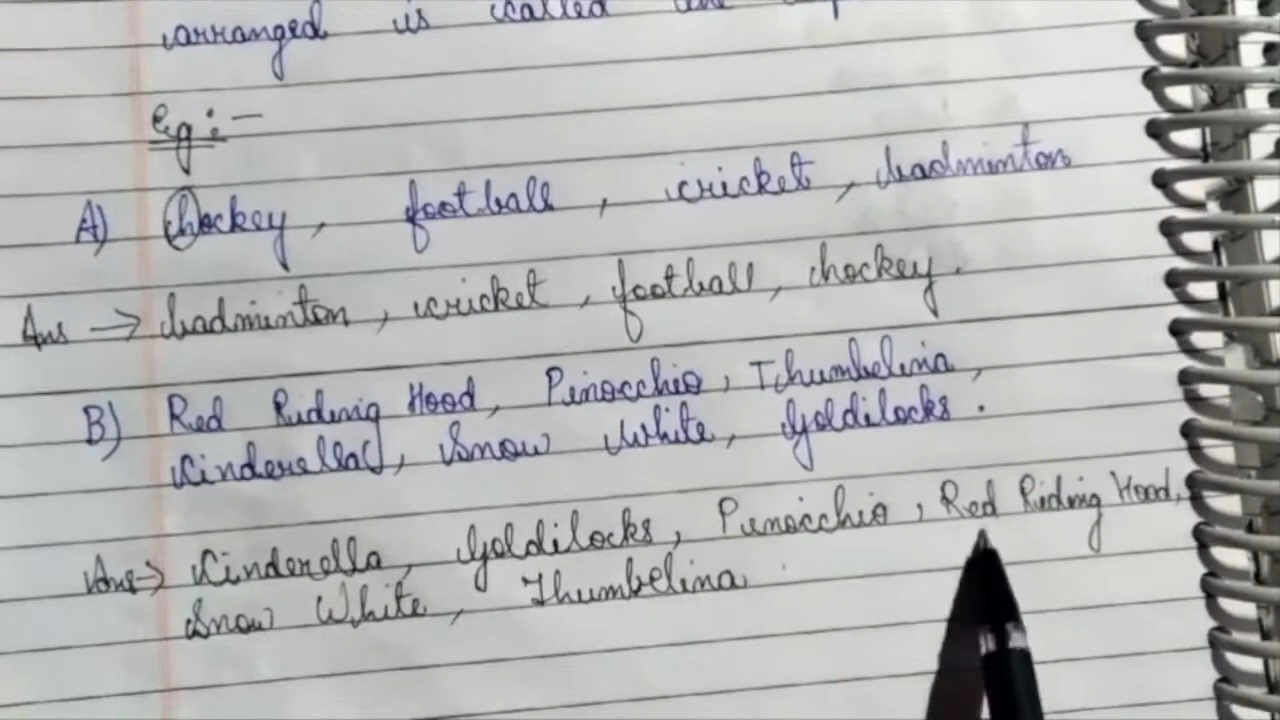 arranged is called the
eg :-
A) hockey, football, cricket, badminton
Ans → badminton, cricket, football, hockey.
B) Red Riding Hood, Pinocchio, Thumbelina,
Cinderella, Snow White, Goldilocks.
Ans → Cinderella, Goldilocks, Pinocchio, Red Riding Hood,
Snow White, Thumbelina